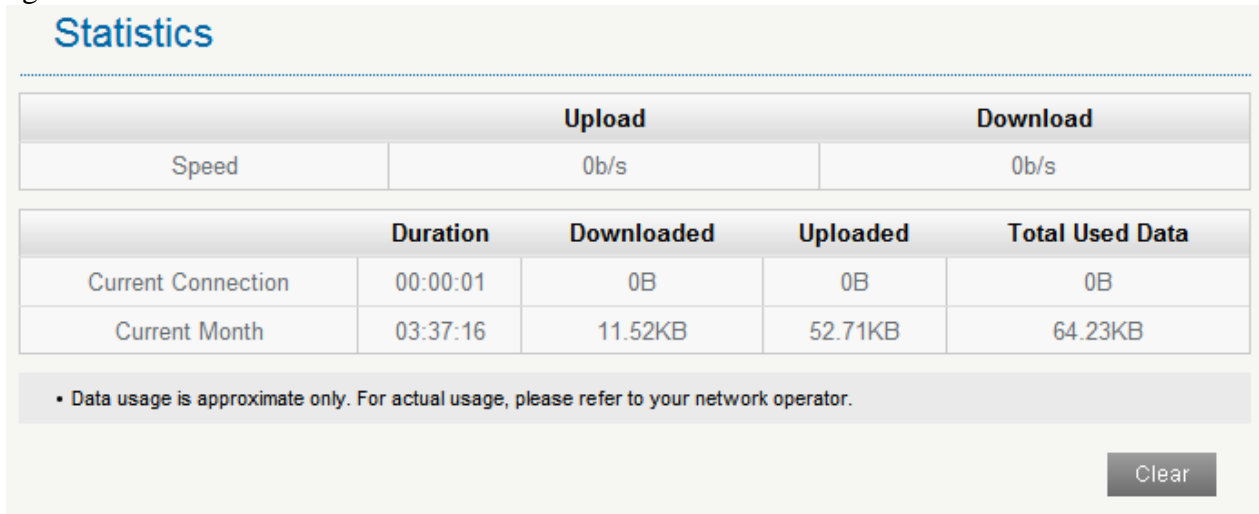 Statistics
Upload Download
Speed 0b/s 0b/s
Duration Downloaded Uploaded Total Used Data
Current Connection 00:00:01 0B 0B 0B
Current Month 03:37:16 11.52KB 52.71KB 64.23KB
• Data usage is approximate only. For actual usage, please refer to your network operator.
Clear